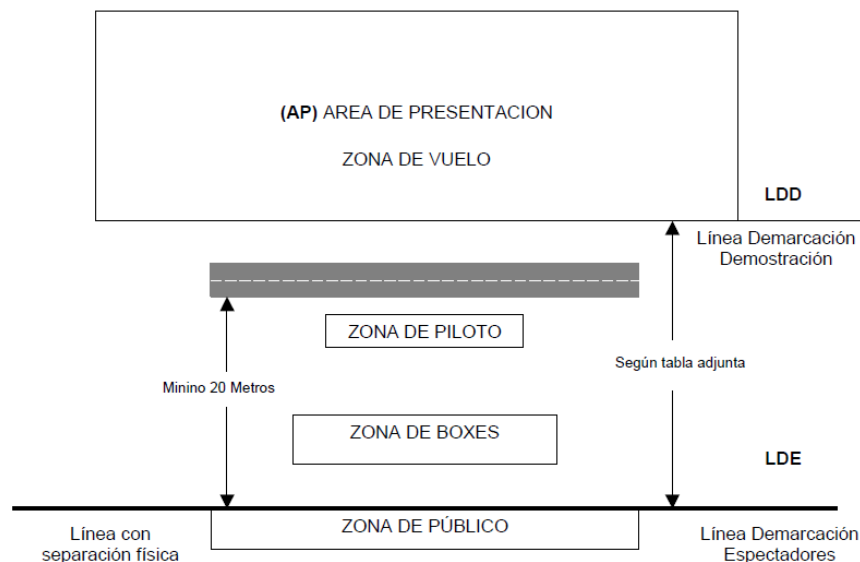 (AP) AREA DE PRESENTACION
ZONA DE VUELO
LDD
Línea Demarcación
Demostración
ZONA DE PILOTO
Según tabla adjunta
Minino 20 Metros
ZONA DE BOXES
LDE
ZONA DE PÚBLICO
Línea con
separación física
Línea Demarcación
Espectadores